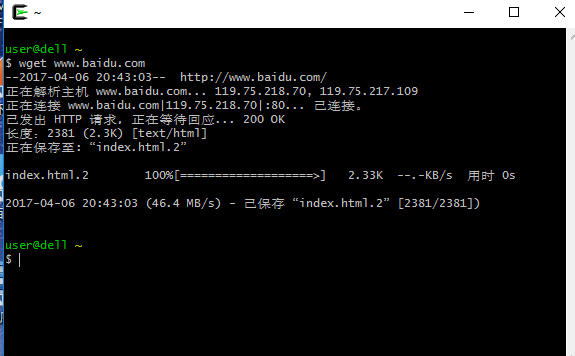 ~
user@dell ~
$ wget www.baidu.com
--2017-04-06 20:43:03--  http://www.baidu.com/
正在解析主机 www.baidu.com... 119.75.218.70, 119.75.217.109
正在连接 www.baidu.com|119.75.218.70|:80... 已连接。
已发出 HTTP 请求, 正在等待回应... 200 OK
长度: 2381 (2.3K) [text/html]
正在保存至: “index.html.2”
index.html.2        100%[===================>]   2.33K  --.-KB/s  用时 0s
2017-04-06 20:43:03 (46.4 MB/s) - 已保存 “index.html.2” [2381/2381])
user@dell ~
$